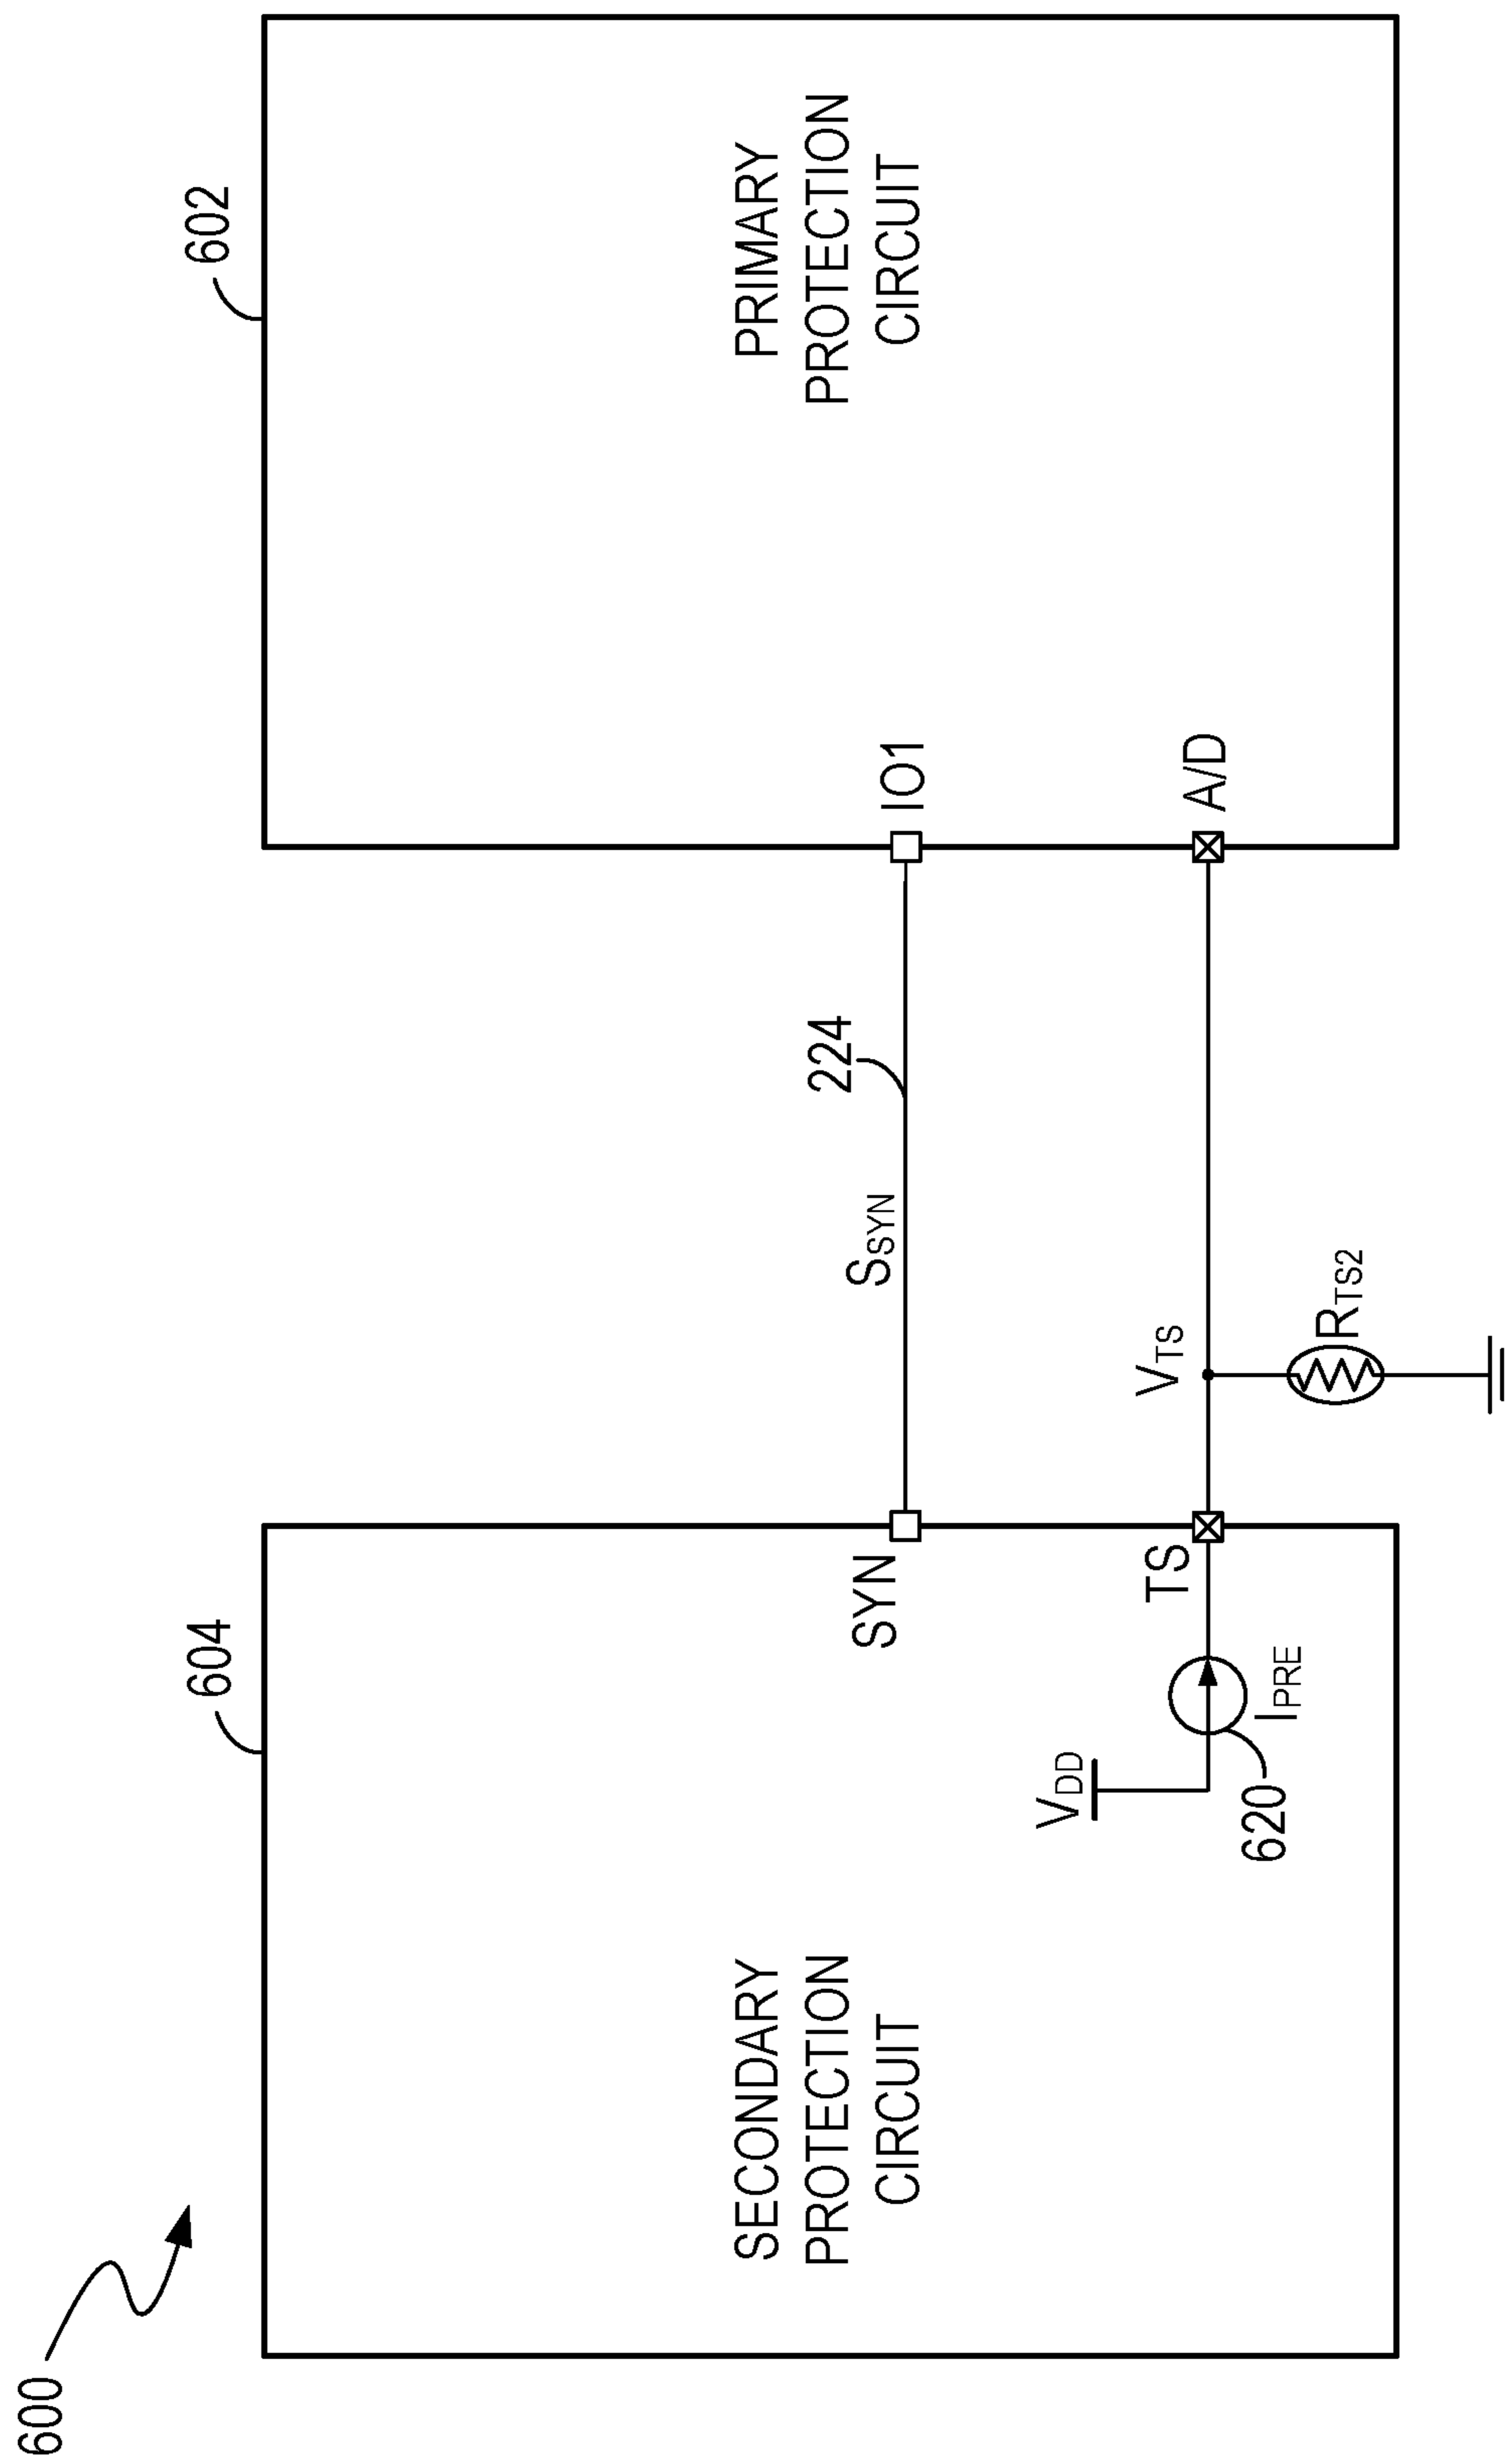 600
604
602
SECONDARY
PROTECTION
CIRCUIT
PRIMARY
PROTECTION
CIRCUIT
SYN
SSYN
224
IO1
VDD
620
IPRE
TS
VTS
RTS2
A/D